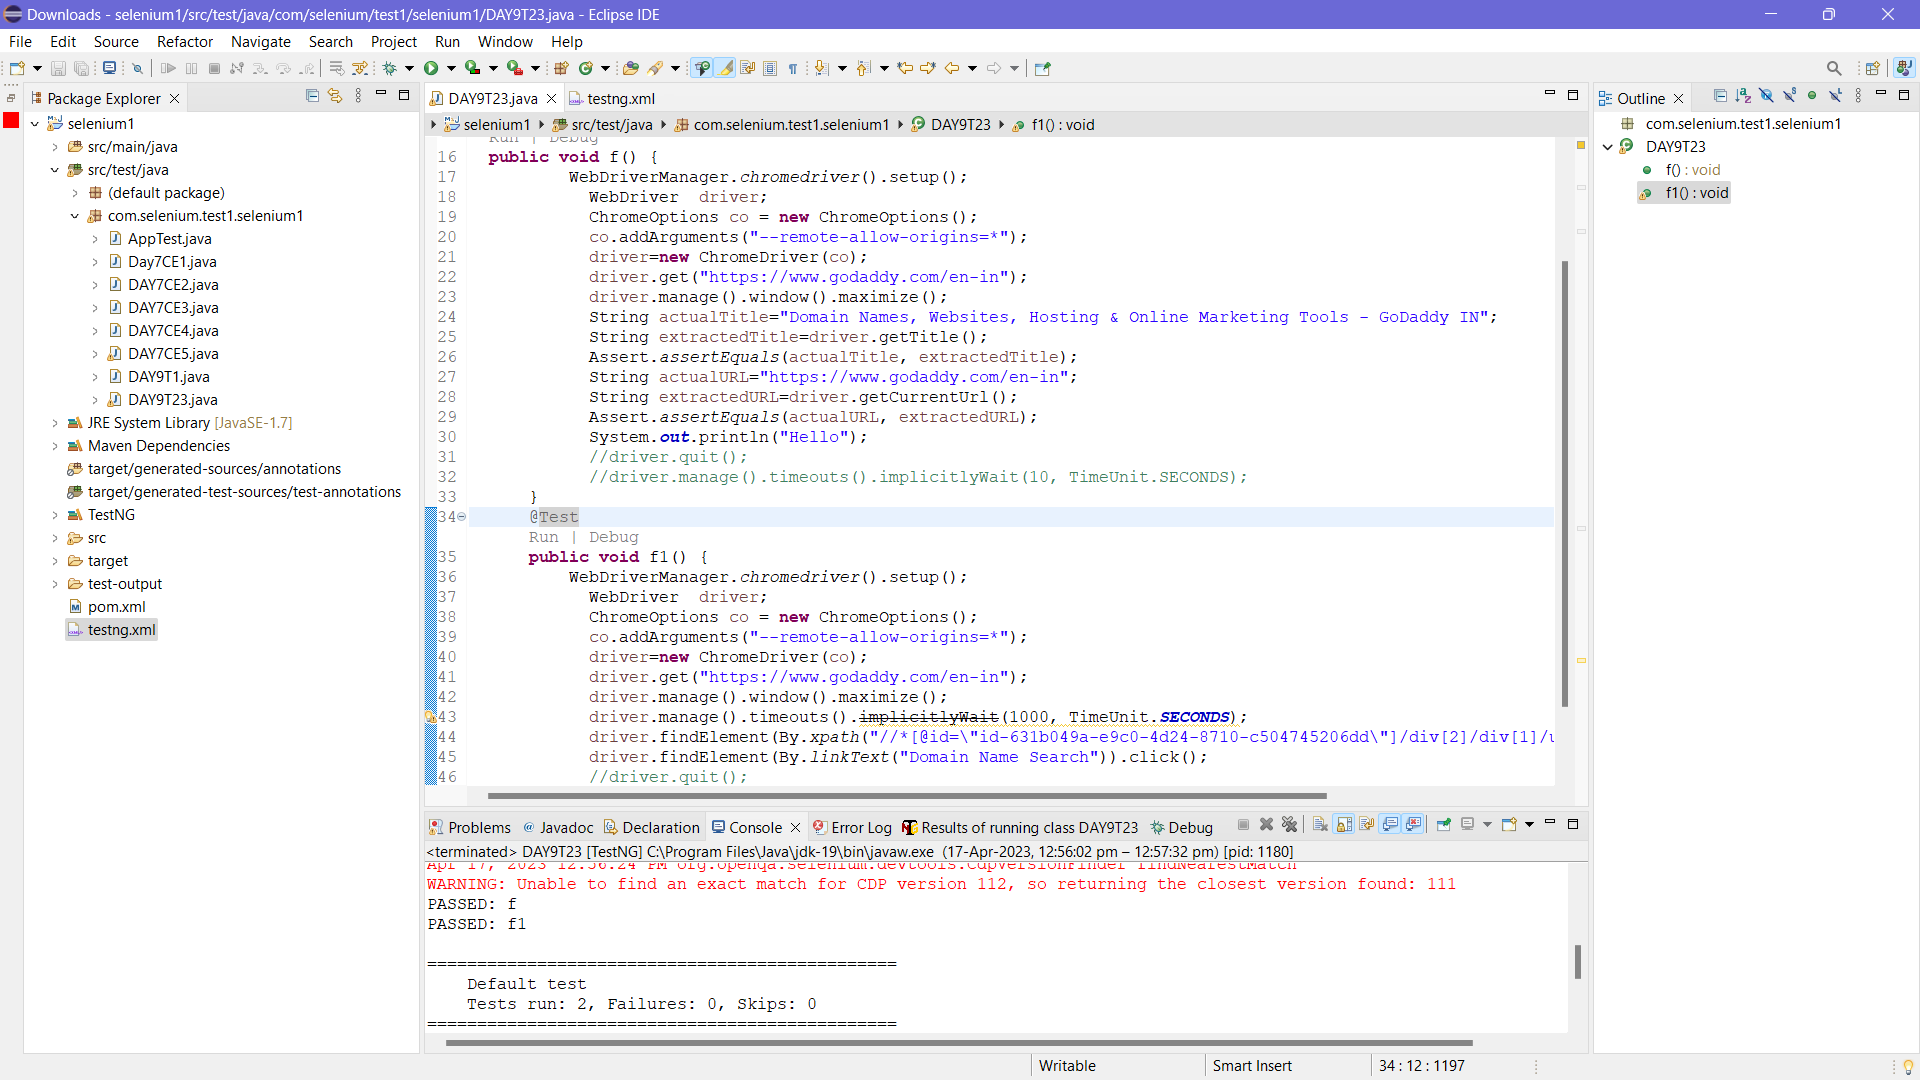 Downloads - selenium1/src/test/java/com/selenium/test1/selenium1/DAY9T23.java - Eclipse IDE
File Edit Source Refactor Navigate Search Project Run Window Help
Package Explorer
selenium1
src/main/java
src/test/java
(default package)
com.selenium.test1.selenium1
AppTest.java
Day7CE1.java
DAY7CE2.java
DAY7CE3.java
DAY7CE4.java
DAY7CE5.java
DAY9T1.java
DAY9T23.java
JRE System Library [JavaSE-1.7]
Maven Dependencies
target/generated-sources/annotations
target/generated-test-sources/test-annotations
TestNG
src
target
test-output
pom.xml
testng.xml
DAY9T23.java testng.xml
selenium1 src/test/java com.selenium.test1.selenium1 DAY9T23 f1() : void
Run | Debug
16 public void f() {
17 WebDriverManager.chromedriver().setup();
18 WebDriver driver;
19 ChromeOptions co = new ChromeOptions();
20 co.addArguments("--remote-allow-origins=*");
21 driver=new ChromeDriver(co);
22 driver.get("https://www.godaddy.com/en-in");
23 driver.manage().window().maximize();
24 String actualTitle="Domain Names, Websites, Hosting & Online Marketing Tools - GoDaddy IN";
25 String extractedTitle=driver.getTitle();
26 Assert.assertEquals(actualTitle, extractedTitle);
27 String actualURL="https://www.godaddy.com/en-in";
28 String extractedURL=driver.getCurrentUrl();
29 Assert.assertEquals(actualURL, extractedURL);
30 System.out.println("Hello");
31 //driver.quit();
32 //driver.manage().timeouts().implicitlyWait(10, TimeUnit.SECONDS);
33 }
34 @Test
Run | Debug
35 public void f1() {
36 WebDriverManager.chromedriver().setup();
37 WebDriver driver;
38 ChromeOptions co = new ChromeOptions();
39 co.addArguments("--remote-allow-origins=*");
40 driver=new ChromeDriver(co);
41 driver.get("https://www.godaddy.com/en-in");
42 driver.manage().window().maximize();
43 driver.manage().timeouts().implicitlyWait(1000, TimeUnit.SECONDS);
44 driver.findElement(By.xpath("//*[@id=\"id-631b049a-e9c0-4d24-8710-c504745206dd\"]/div[2]/div[1]/u
45 driver.findElement(By.linkText("Domain Name Search")).click();
46 //driver.quit();
Outline
com.selenium.test1.selenium1
DAY9T23
f() : void
f1() : void
Problems Javadoc Declaration Console Error Log Results of running class DAY9T23 Debug
<terminated> DAY9T23 [TestNG] C:\Program Files\Java\jdk-19\bin\javaw.exe (17-Apr-2023, 12:56:02 pm – 12:57:32 pm) [pid: 1180]
Apr 17, 2023 12:56:24 PM org.openqa.selenium.devtools.CdpVersionFinder findNearestMatch
WARNING: Unable to find an exact match for CDP version 112, so returning the closest version found: 111
PASSED: f
PASSED: f1
===============================================
Default test
Tests run: 2, Failures: 0, Skips: 0
===============================================
Writable Smart Insert 34 : 12 : 1197